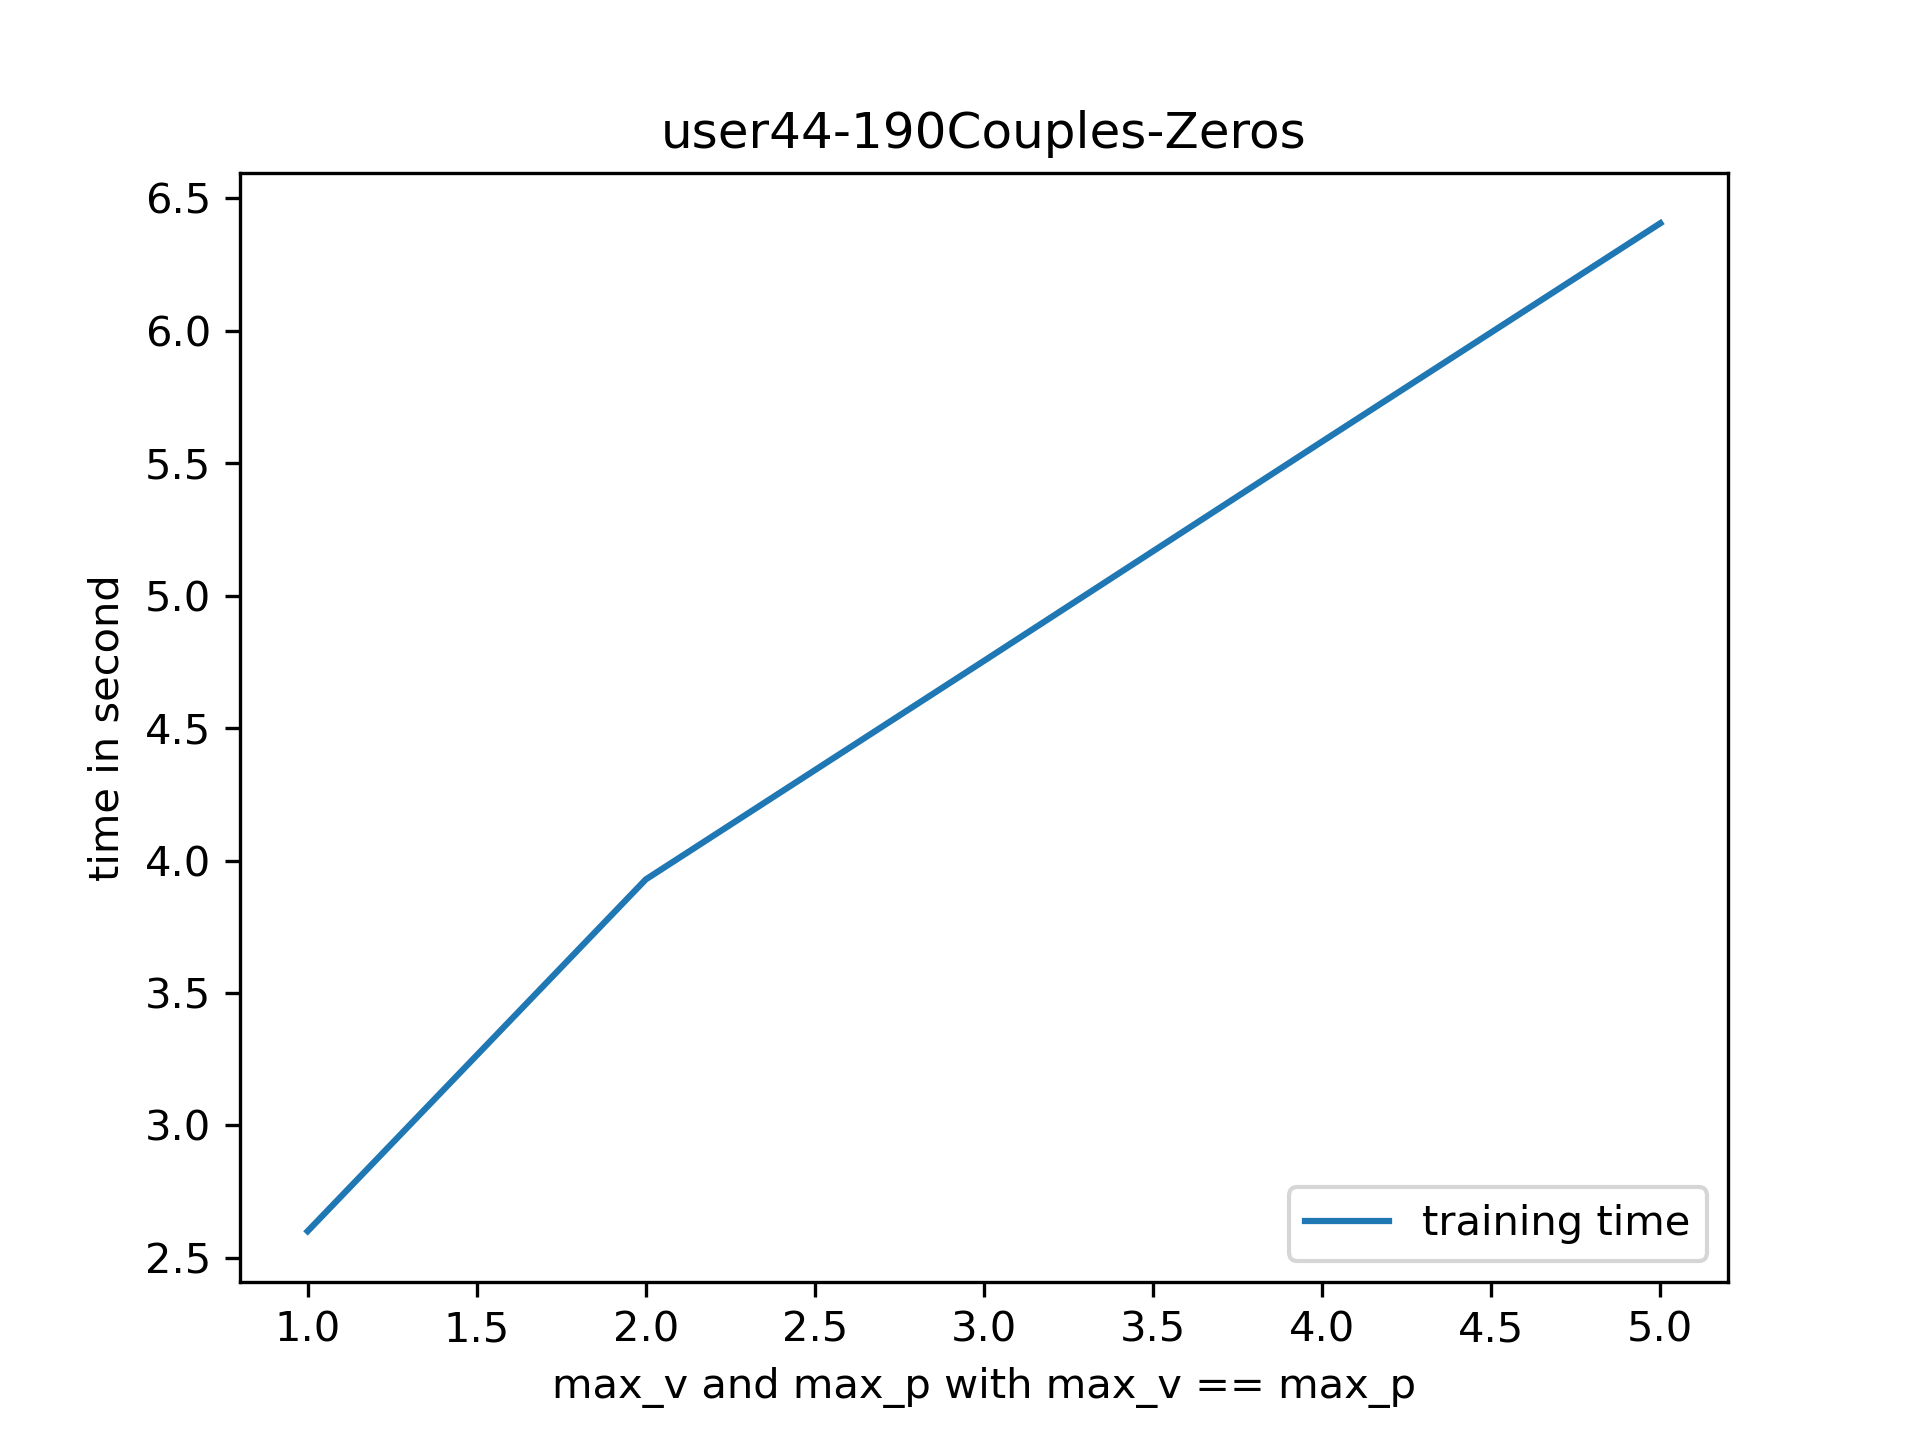 user44-190Couples-Zeros
6.5
6.0
5.5
5.0
4.5
4.0
3.5
3.0
2.5
time in second
training time
1.0 1.5 2.0 2.5 3.0 3.5 4.0 4.5 5.0
max_v and max_p with max_v == max_p